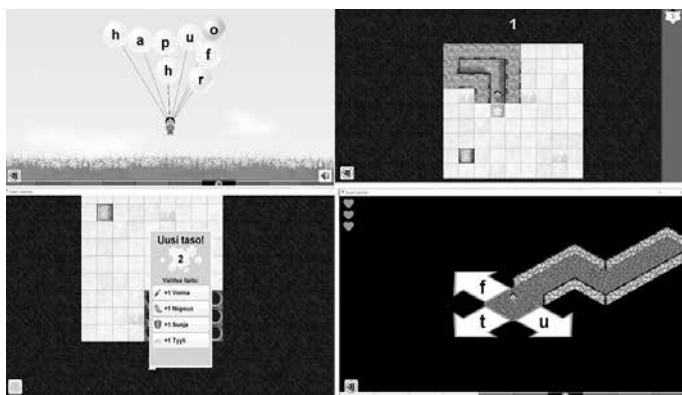 h a p u o
h f
r
1
Uusi taso!
2
Valitse taito:
+1 Voima
+1 Nopeus
+1 Suoja
+1 Tyyli
f
t u